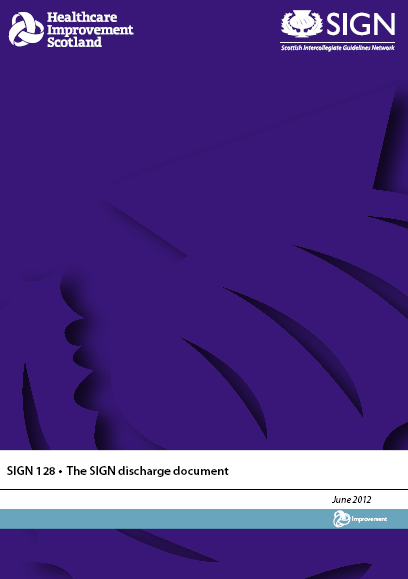 Healthcare
Improvement
Scotland
SIGN
Scottish Intercollegiate Guidelines Network
SIGN 128 • The SIGN discharge document
June 2012
Improvement